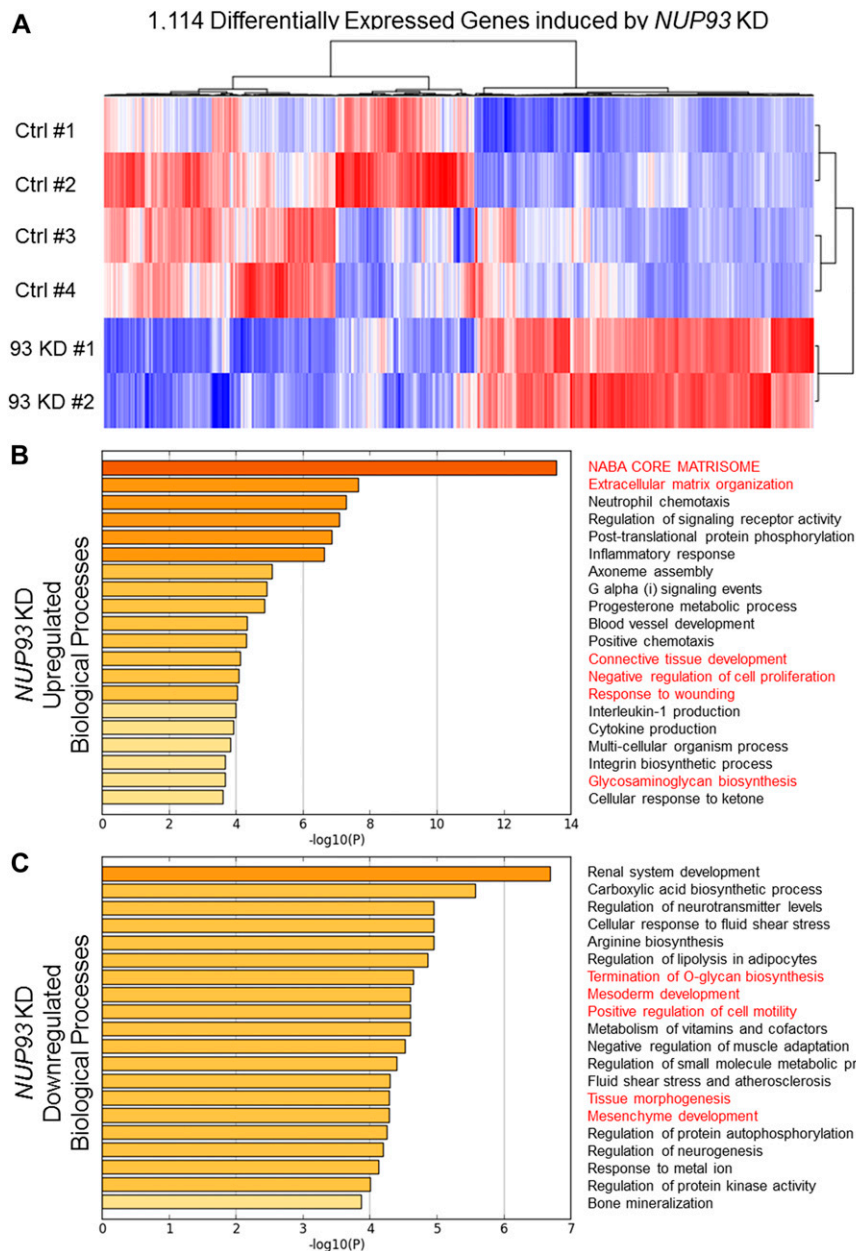 A
1,114 Differentially Expressed Genes induced by NUP93 KD
Ctrl #1
Ctrl #2
Ctrl #3
Ctrl #4
93 KD #1
93 KD #2
B
NUP93 KD
Upregulated
Biological Processes
NABA CORE MATRISOME
Extracellular matrix organization
Neutrophil chemotaxis
Regulation of signaling receptor activity
Post-translational protein phosphorylation
Inflammatory response
Axoneme assembly
G alpha (i) signaling events
Progesterone metabolic process
Blood vessel development
Positive chemotaxis
Connective tissue development
Negative regulation of cell proliferation
Response to wounding
Interleukin-1 production
Cytokine production
Multi-cellular organism process
Integrin biosynthetic process
Glycosaminoglycan biosynthesis
Cellular response to ketone
0 2 4 6 8 10 12 14
-log10(P)
C
NUP93 KD
Downregulated
Biological Processes
Renal system development
Carboxylic acid biosynthetic process
Regulation of neurotransmitter levels
Cellular response to fluid shear stress
Arginine biosynthesis
Regulation of lipolysis in adipocytes
Termination of O-glycan biosynthesis
Mesoderm development
Positive regulation of cell motility
Metabolism of vitamins and cofactors
Negative regulation of muscle adaptation
Regulation of small molecule metabolic pr
Fluid shear stress and atherosclerosis
Tissue morphogenesis
Mesenchyme development
Regulation of protein autophosphorylation
Regulation of neurogenesis
Response to metal ion
Regulation of protein kinase activity
Bone mineralization
0 1 2 3 4 5 6 7
-log10(P)